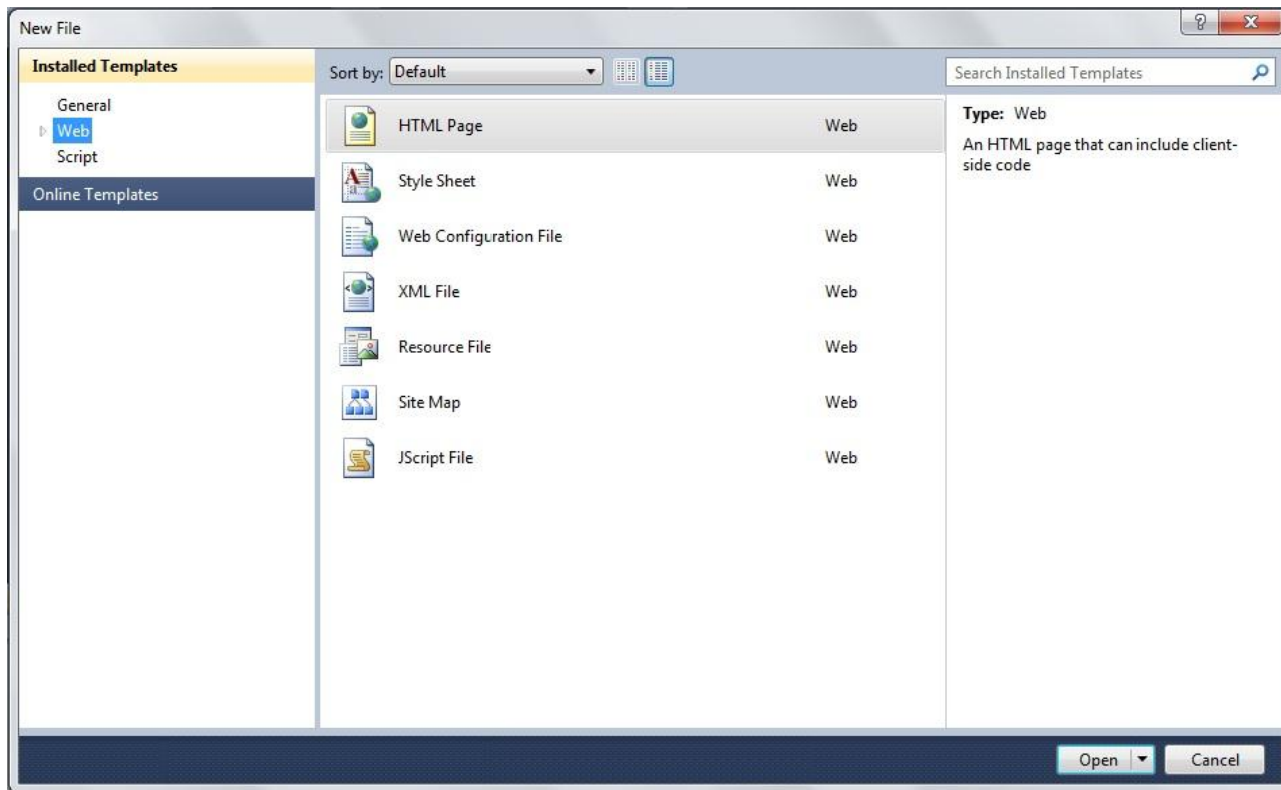 New File
Installed Templates
Sort by: Default
Search Installed Templates
General
Web
Script
Online Templates
HTML Page Web
Style Sheet Web
Web Configuration File Web
XML File Web
Resource File Web
Site Map Web
JScript File Web
Type: Web
An HTML page that can include client-
side code
Open
Cancel